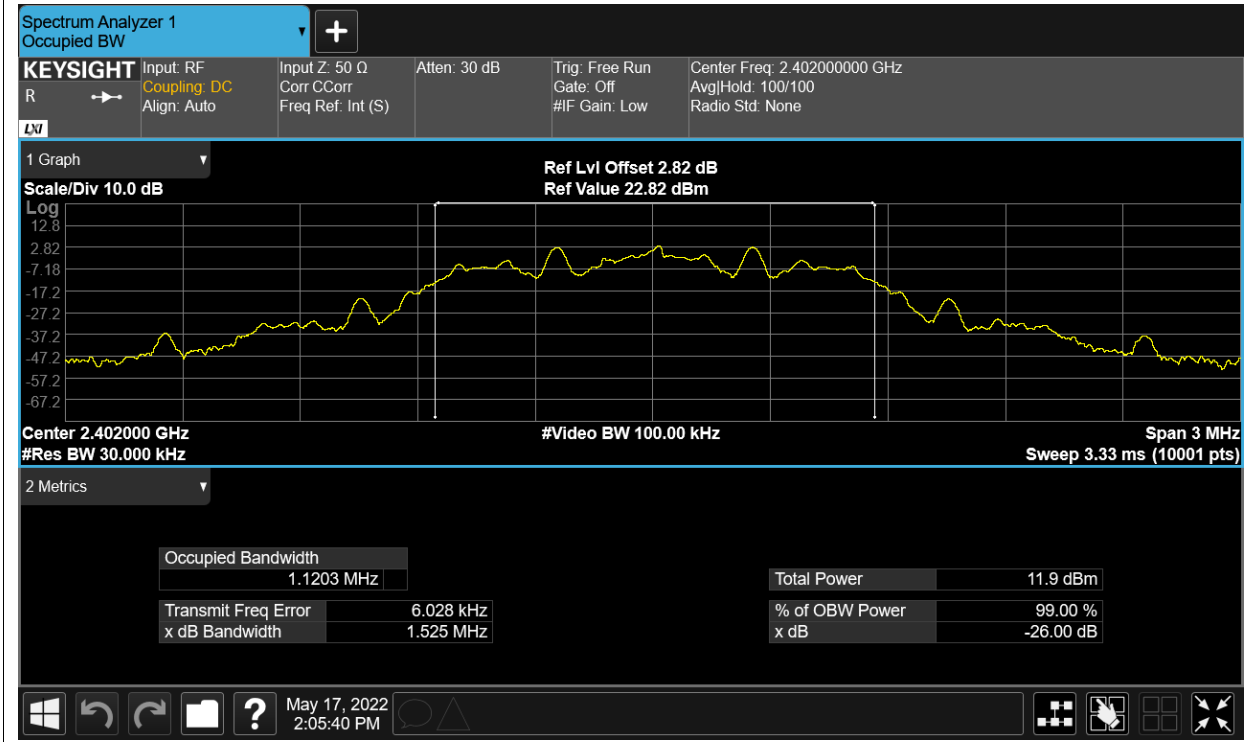 Spectrum Analyzer 1
Occupied BW
KEYSIGHT Input: RF Input Z: 50 Ω Atten: 30 dB Trig: Free Run Center Freq: 2.402000000 GHz
R Coupling: DC Corr CCorr Gate: Off Avg|Hold: 100/100
Align: Auto Freq Ref: Int (S) #IF Gain: Low Radio Std: None
LXI
1 Graph
Ref Lvl Offset 2.82 dB
Scale/Div 10.0 dB Ref Value 22.82 dBm
Log
12.8
2.82
-7.18
-17.2
-27.2
-37.2
-47.2
-57.2
-67.2
Center 2.402000 GHz #Video BW 100.00 kHz Span 3 MHz
#Res BW 30.000 kHz Sweep 3.33 ms (10001 pts)
2 Metrics
Occupied Bandwidth
1.1203 MHz Total Power 11.9 dBm
Transmit Freq Error 6.028 kHz % of OBW Power 99.00 %
x dB Bandwidth 1.525 MHz x dB -26.00 dB
? May 17, 2022
2:05:40 PM